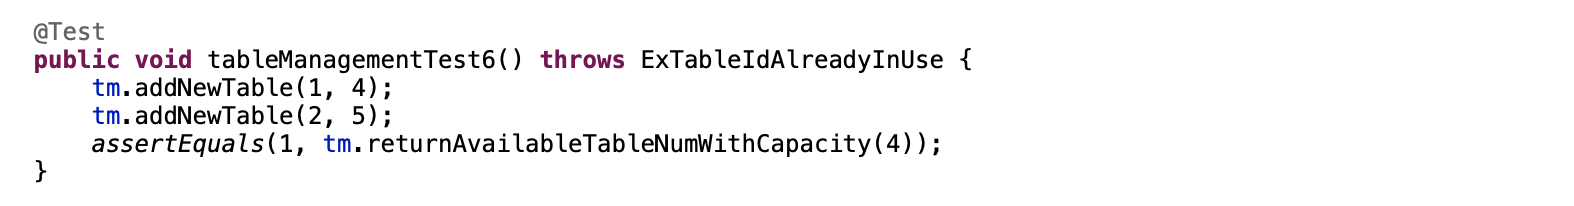 @Test
public void tableManagementTest6() throws ExTableIdAlreadyInUse {
    tm.addNewTable(1, 4);
    tm.addNewTable(2, 5);
    assertEquals(1, tm.returnAvailableTableNumWithCapacity(4));
}